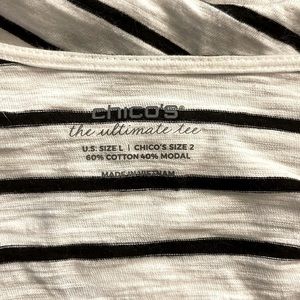 chico's®
the ultimate tee
U.S. SIZE L | CHICO'S SIZE 2
60% COTTON 40% MODAL
MADE IN VIETNAM